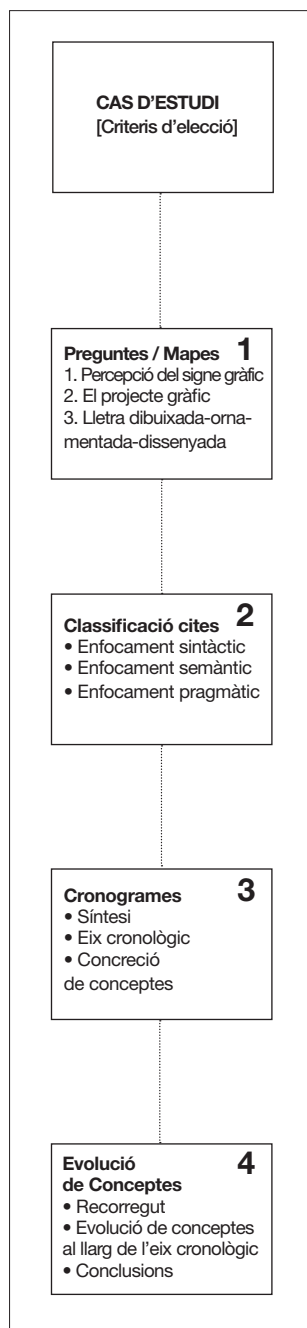 CAS D’ESTUDI
[Criteris d’elecció]
Preguntes / Mapes 1
1. Percepció del signe gràfic
2. El projecte gràfic
3. Lletra dibuixada-orna-
mentada-dissenyada
Classificació cites 2
• Enfocament sintàctic
• Enfocament semàntic
• Enfocament pragmàtic
Cronogrames 3
• Síntesi
• Eix cronològic
• Concreció
de conceptes
Evolució 4
de Conceptes
• Recorregut
• Evolució de conceptes
al llarg de l’eix cronològic
• Conclusions